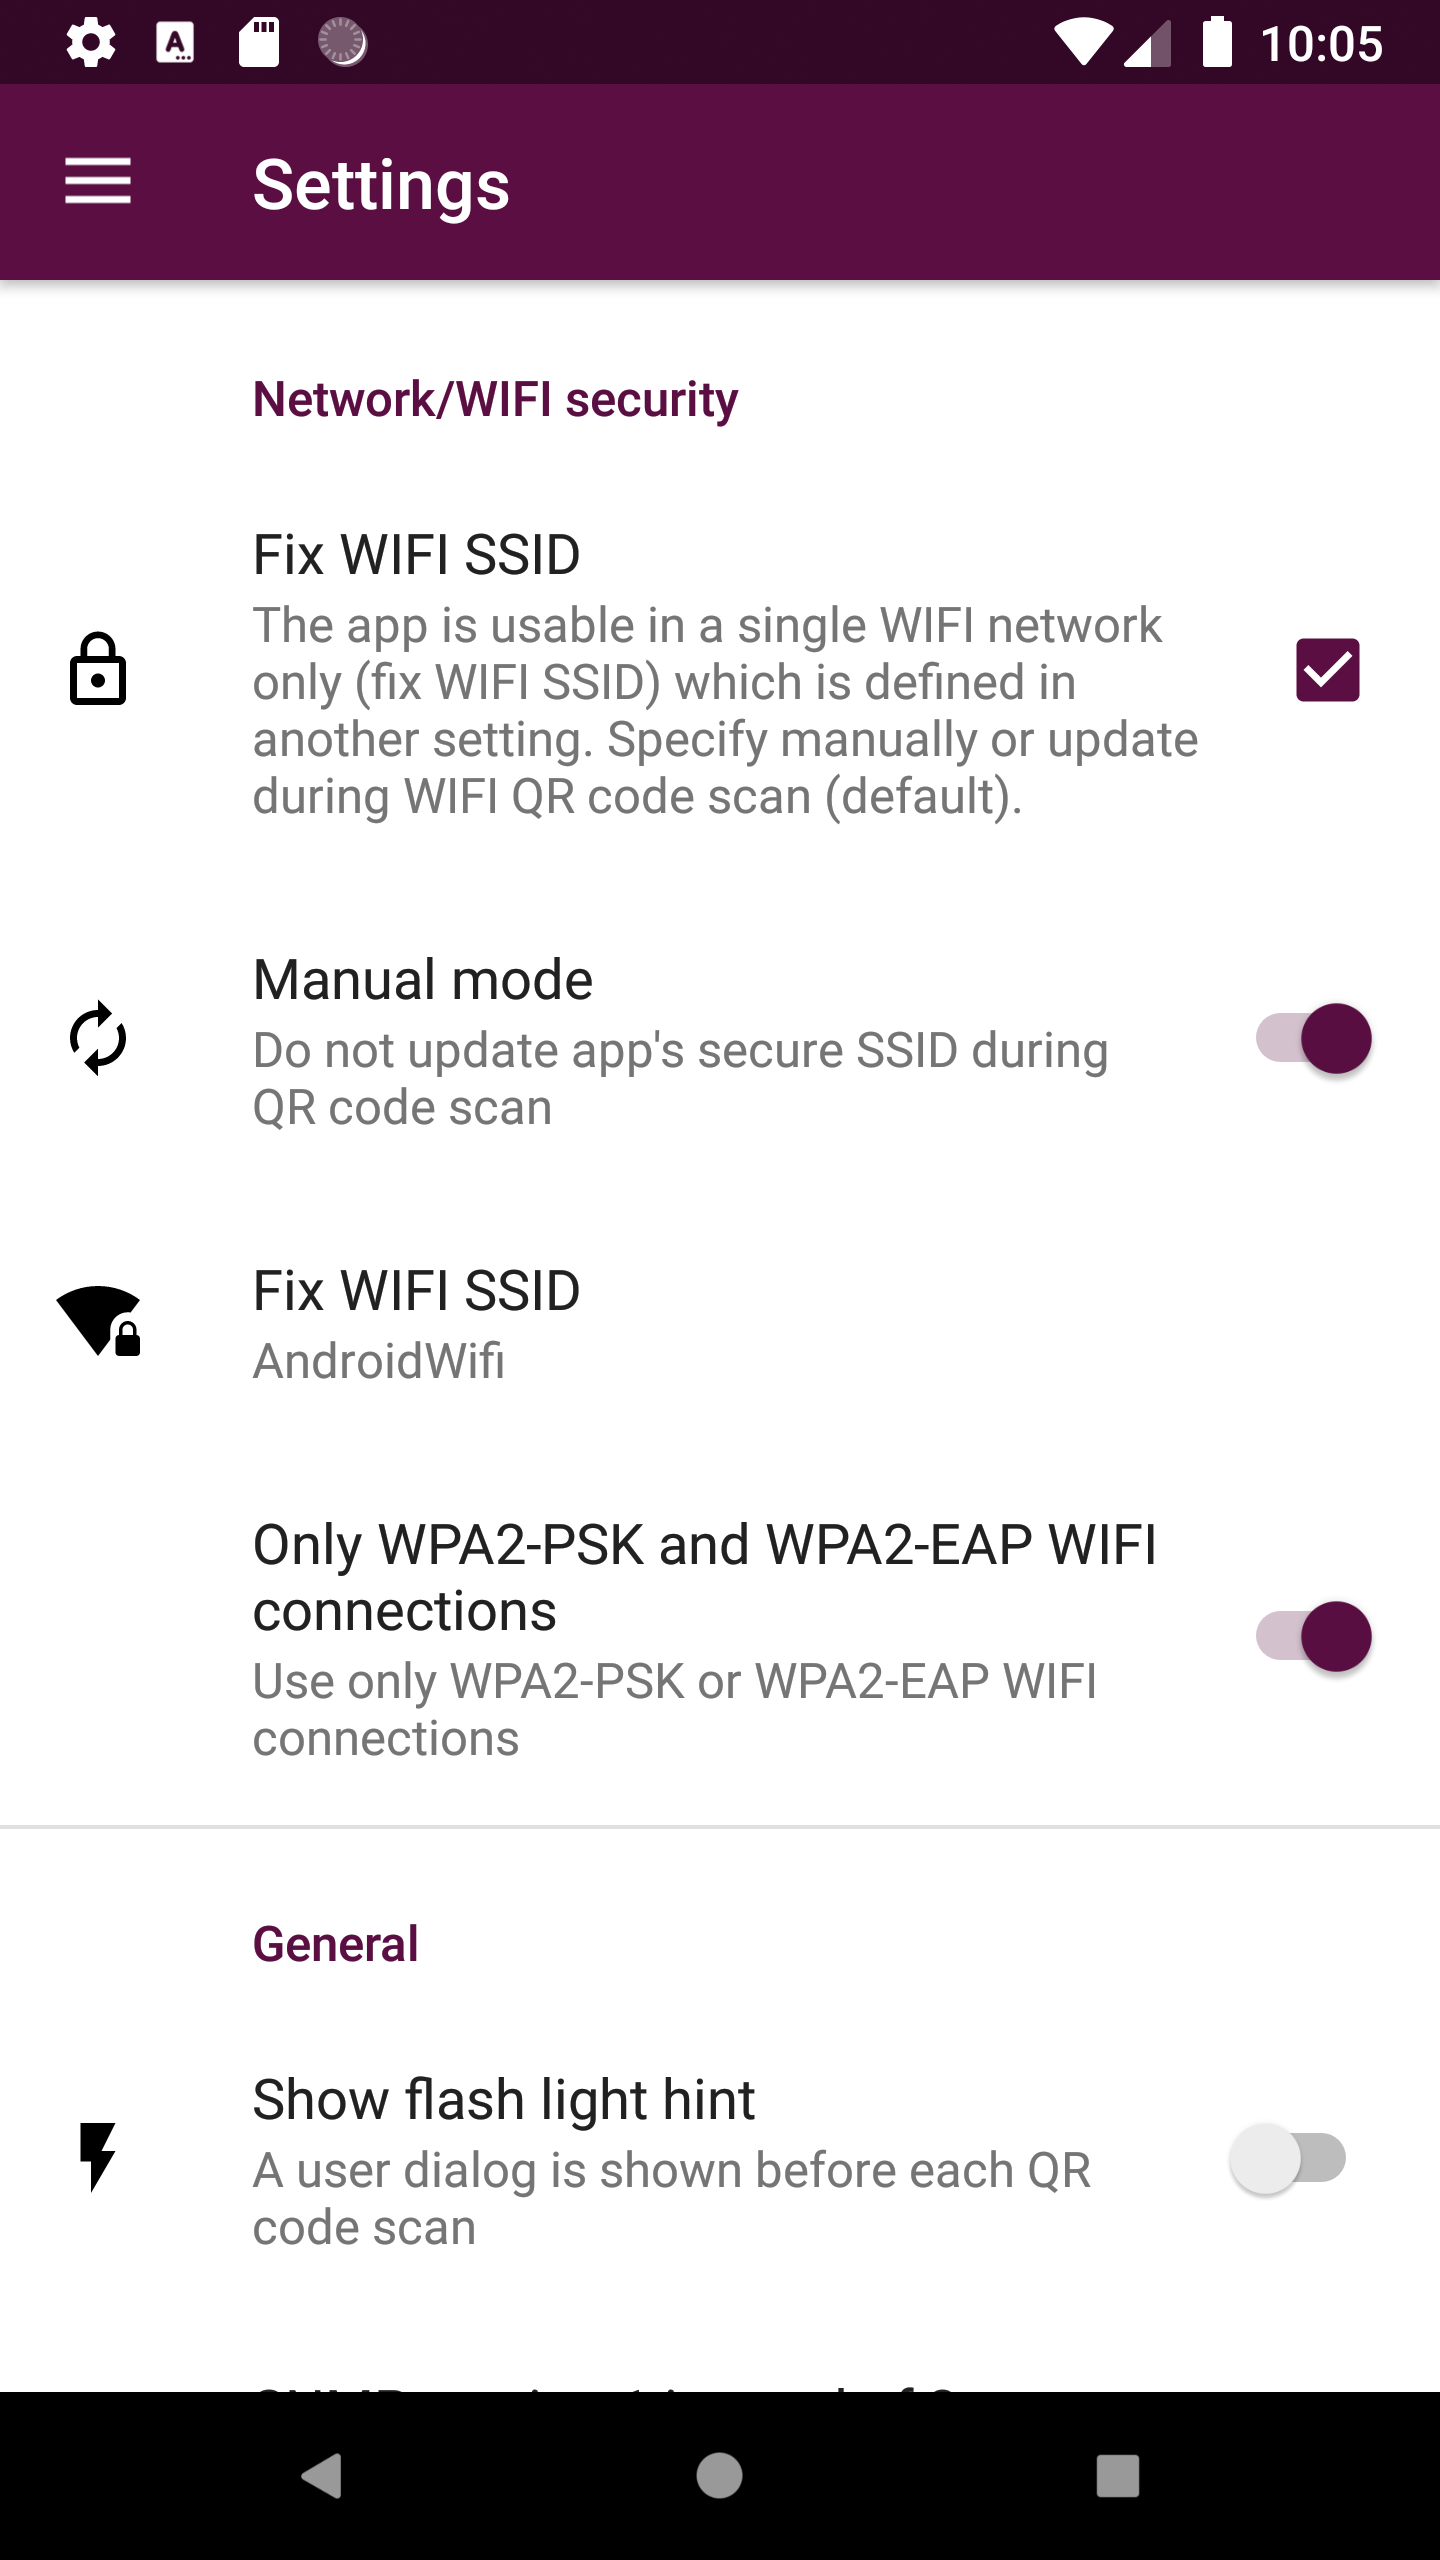 10:05
Settings
Network/WIFI security
Fix WIFI SSID
The app is usable in a single WIFI network
only (fix WIFI SSID) which is defined in
another setting. Specify manually or update
during WIFI QR code scan (default).
Manual mode
Do not update app's secure SSID during
QR code scan
Fix WIFI SSID
AndroidWifi
Only WPA2-PSK and WPA2-EAP WIFI
connections
Use only WPA2-PSK or WPA2-EAP WIFI
connections
General
Show flash light hint
A user dialog is shown before each QR
code scan